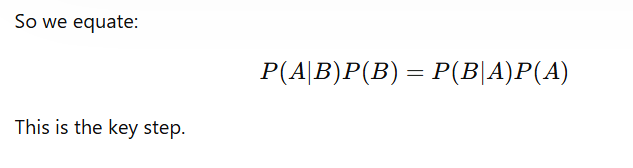 So we equate:
P(A|B)P(B) = P(B|A)P(A)
This is the key step.